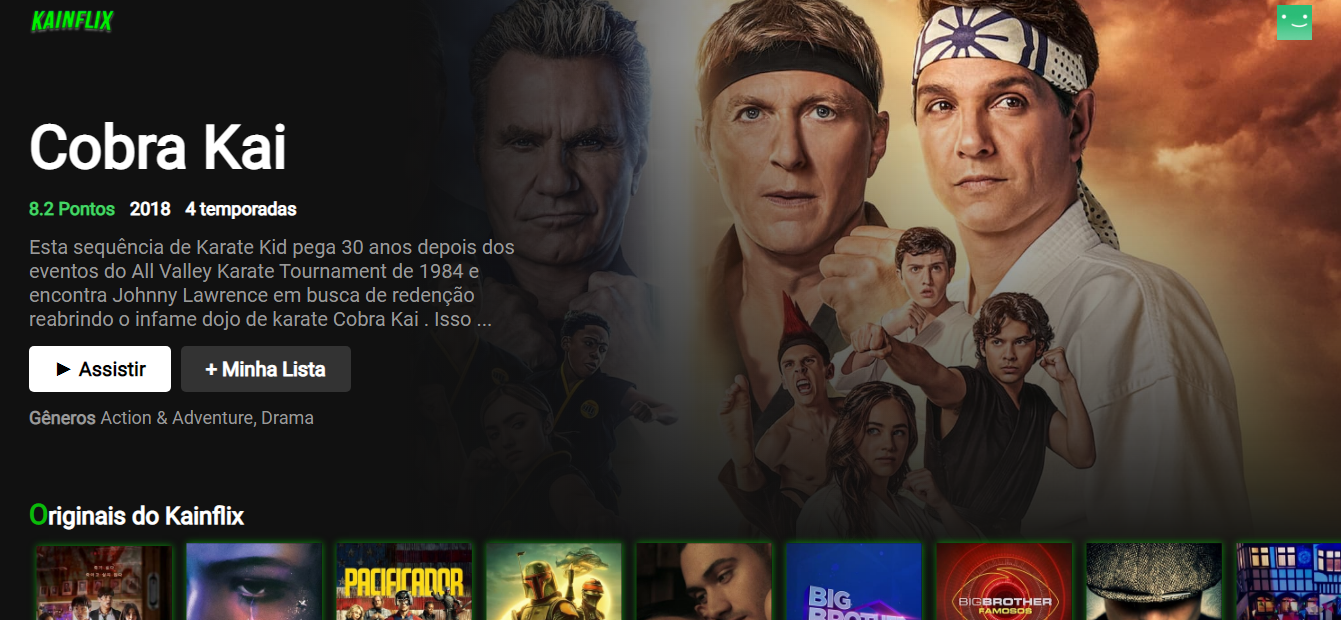 KAINFLIX
Cobra Kai
8.2 Pontos 2018 4 temporadas
Esta sequência de Karate Kid pega 30 anos depois dos
eventos do All Valley Karate Tournament de 1984 e
encontra Johnny Lawrence em busca de redenção
reabrindo o infame dojo de karate Cobra Kai . Isso ...
► Assistir
+ Minha Lista
Gêneros Action & Adventure, Drama
Originais do Kainflix
PACIFICADOR
BIG
BROTHER
BIGBROTHER
FAMOSOS